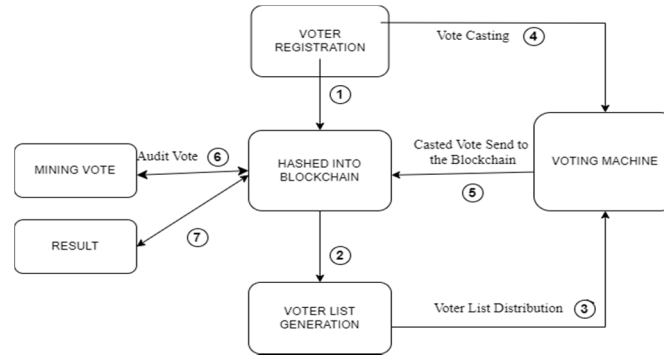 VOTER
REGISTRATION
Vote Casting
4
1
Audit Vote
6
MINING VOTE
HASHED INTO
BLOCKCHAIN
Casted Vote Send to
the Blockchain
5
VOTING MACHINE
RESULT
7
2
VOTER LIST
GENERATION
Voter List Distribution
3